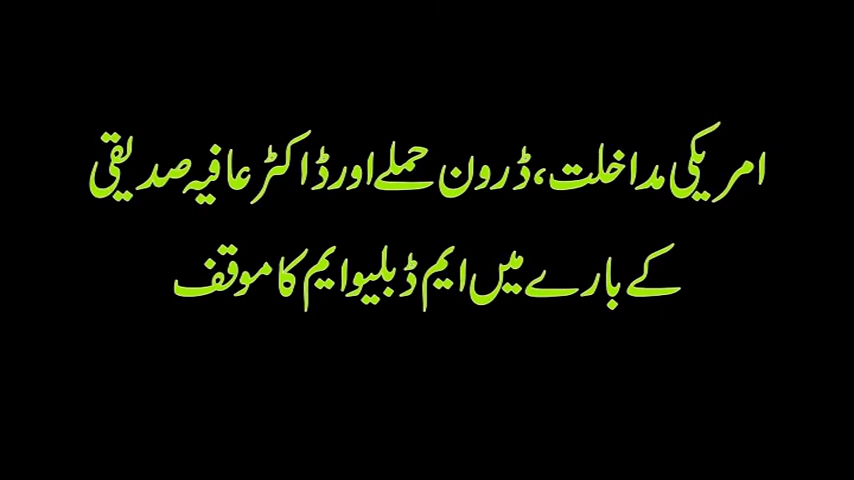 امریکی مداخلت، ڈرون حملے اور ڈاکٹر عافیہ صدیقی
کے بارے میں ایم ڈبلیو ایم کا موقف